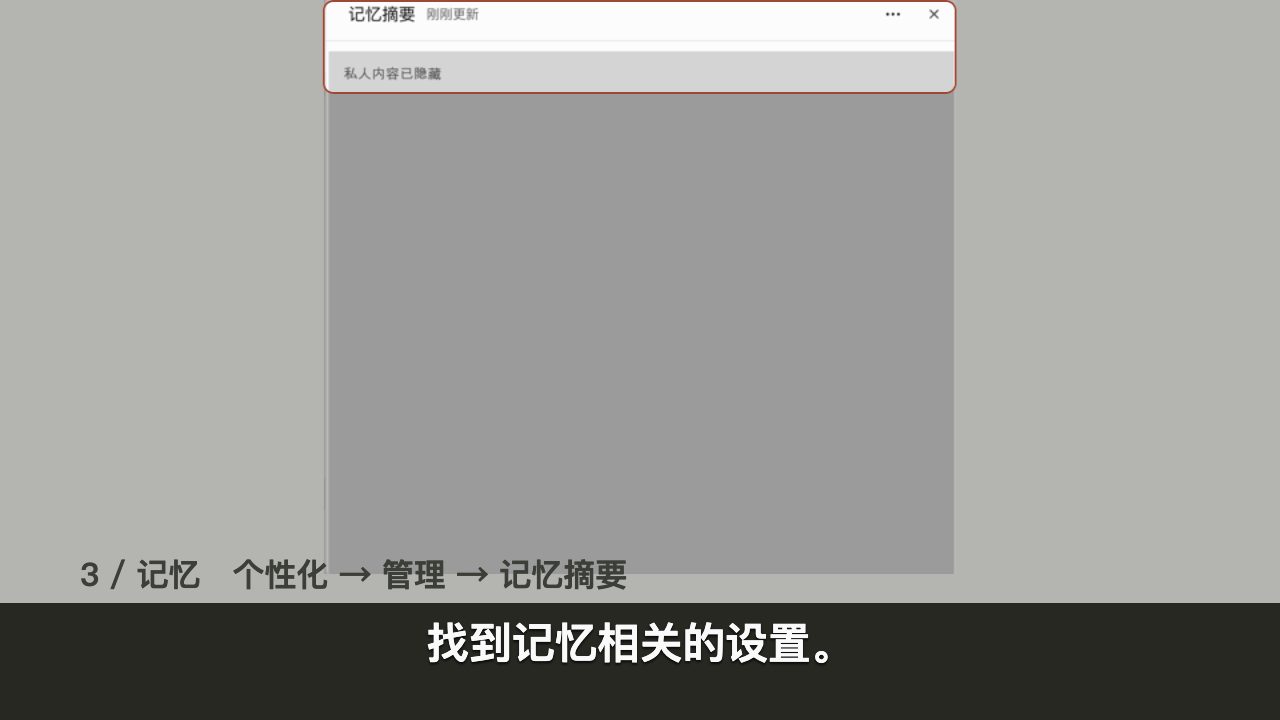 记忆摘要 刚刚更新
私人内容已隐藏
3 / 记忆 个性化 → 管理 → 记忆摘要
找到记忆相关的设置。